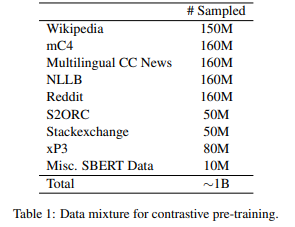 # Sampled
Wikipedia 150M
mC4 160M
Multilingual CC News 160M
NLLB 160M
Reddit 160M
S2ORC 50M
Stackexchange 50M
xP3 80M
Misc. SBERT Data 10M
Total ∼1B
Table 1: Data mixture for contrastive pre-training.